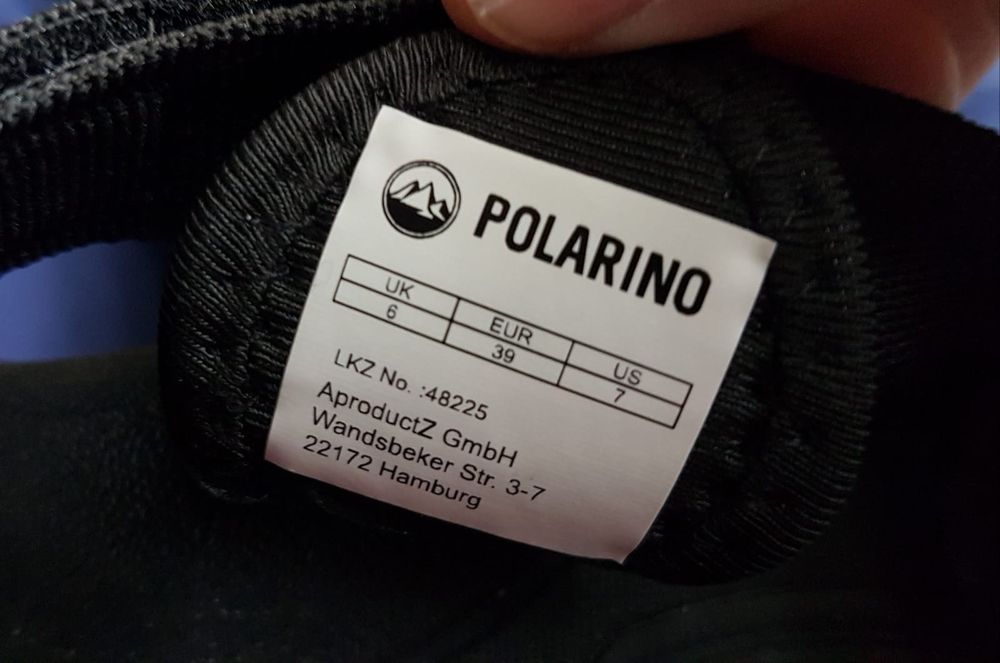 POLARINO
UK EUR US
6 39 7
LKZ No. :48225
AproductZ GmbH
Wandsbeker Str. 3-7
22172 Hamburg